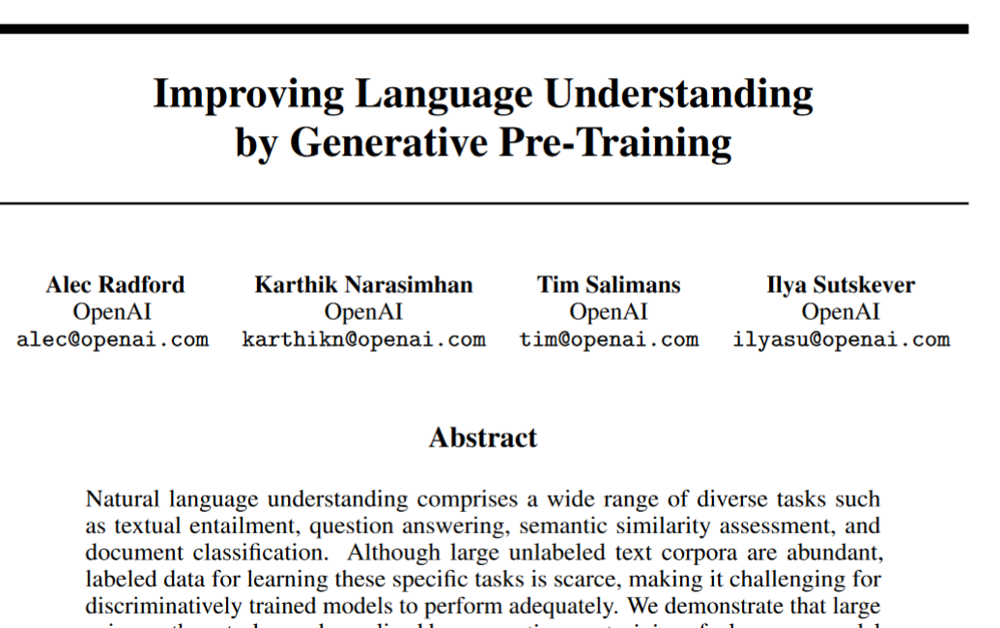 Improving Language Understanding
by Generative Pre-Training
Alec Radford
OpenAI
alec@openai.com
Karthik Narasimhan
OpenAI
karthikn@openai.com
Tim Salimans
OpenAI
tim@openai.com
Ilya Sutskever
OpenAI
ilyasu@openai.com
Abstract
Natural language understanding comprises a wide range of diverse tasks such
as textual entailment, question answering, semantic similarity assessment, and
document classification. Although large unlabeled text corpora are abundant,
labeled data for learning these specific tasks is scarce, making it challenging for
discriminatively trained models to perform adequately. We demonstrate that large